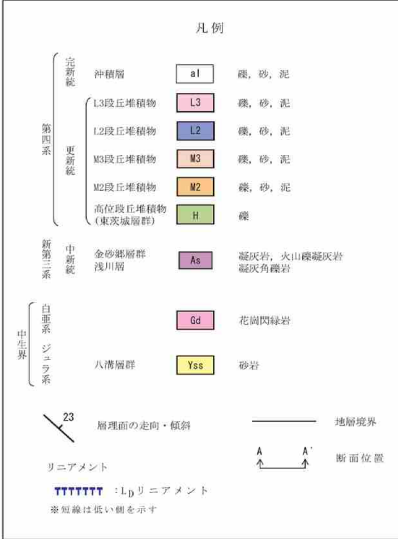 凡例
完新統 沖積層 al 礫，砂，泥
第四系 更新統
L3段丘堆積物 L3 礫，砂，泥
L2段丘堆積物 L2 礫，砂，泥
M3段丘堆積物 M3 礫，砂，泥
M2段丘堆積物 M2 礫，砂，泥
高位段丘堆積物 H 礫
(東茨城層群)
新第三系 中新統 金砂郷層群 As 凝灰岩，火山礫凝灰岩
浅川層 凝灰角礫岩
中生界 白亜系 Gd 花崗閃緑岩
ジュラ系 八溝層群 Yss 砂岩
23 層理面の走向・傾斜 地層境界
A A' 断面位置
リニアメント
：LDリニアメント
※短線は低い側を示す